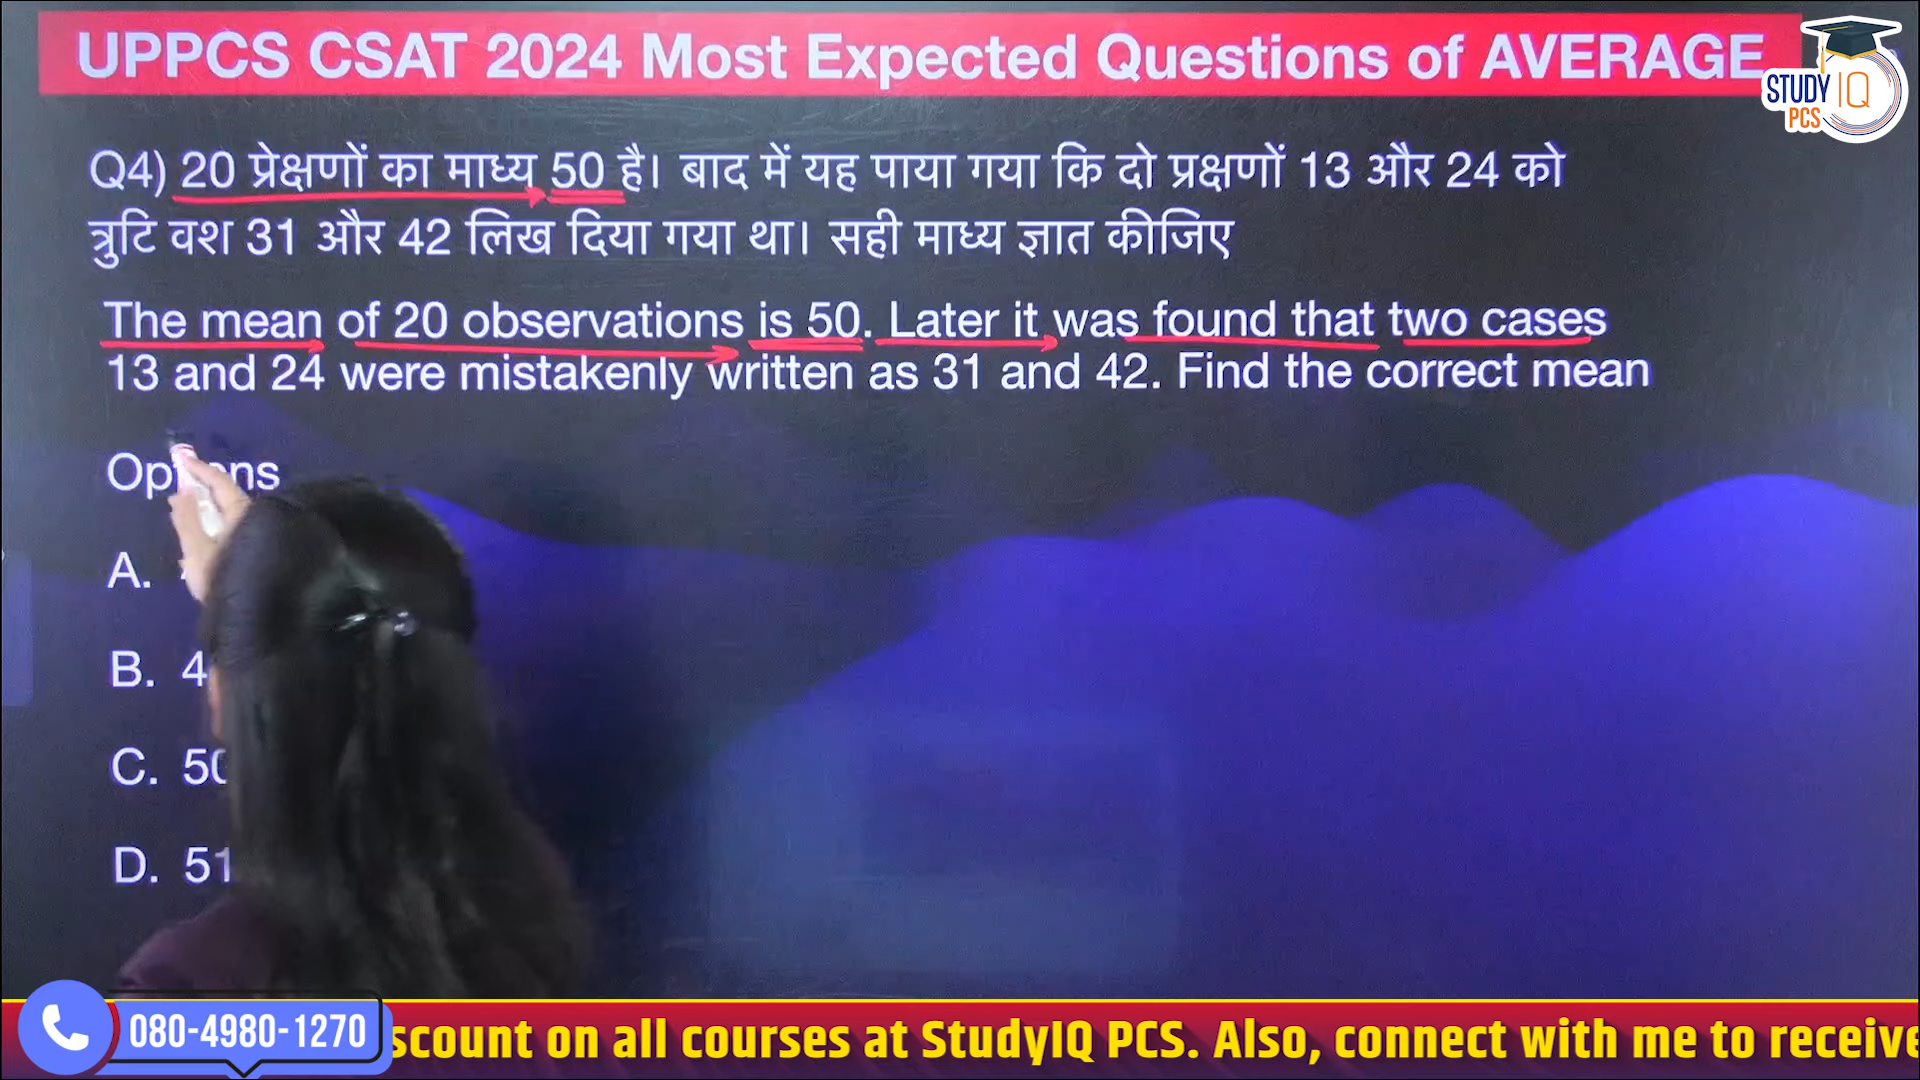 UPPCS CSAT 2024 Most Expected Questions of AVERAGE
STUDY IQ
PCS
Q4) 20 प्रेक्षणों का माध्य 50 है। बाद में यह पाया गया कि दो प्रक्षणों 13 और 24 को
त्रुटि वश 31 और 42 लिख दिया गया था। सही माध्य ज्ञात कीजिए
The mean of 20 observations is 50. Later it was found that two cases
13 and 24 were mistakenly written as 31 and 42. Find the correct mean
A.
B.
C.
D. 51
080-4980-1270
on all courses at StudyIQ PCS. Also, connect with me to receive